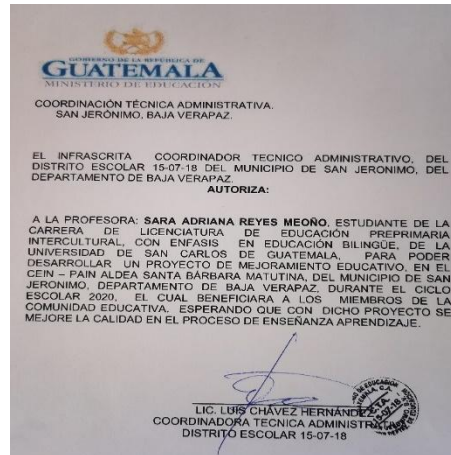 GOBIERNO DE LA REPÚBLICA DE
GUATEMALA
MINISTERIO DE EDUCACIÓN
COORDINACIÓN TÉCNICA ADMINISTRATIVA.
SAN JERÓNIMO, BAJA VERAPAZ.
EL INFRASCRITA COORDINADOR TECNICO ADMINISTRATIVO, DEL
DISTRITO ESCOLAR 15-07-18 DEL MUNICIPIO DE SAN JERONIMO, DEL
DEPARTAMENTO DE BAJA VERAPAZ.
AUTORIZA:
A LA PROFESORA: SARA ADRIANA REYES MEOÑO, ESTUDIANTE DE LA
CARRERA DE LICENCIATURA DE EDUCACIÓN PREPRIMARIA
INTERCULTURAL, CON ENFASIS EN EDUCACIÓN BILINGÜE, DE LA
UNIVERSIDAD DE SAN CARLOS DE GUATEMALA, PARA PODER
DESARROLLAR UN PROYECTO DE MEJORAMIENTO EDUCATIVO, EN EL
CEIN – PAIN ALDEA SANTA BÁRBARA MATUTINA, DEL MUNICIPIO DE SAN
JERONIMO, DEPARTAMENTO DE BAJA VERAPAZ, DURANTE EL CICLO
ESCOLAR 2020, EL CUAL BENEFICIARA A LOS MIEMBROS DE LA
COMUNIDAD EDUCATIVA, ESPERANDO QUE CON DICHO PROYECTO SE
MEJORE LA CALIDAD EN EL PROCESO DE ENSEÑANZA APRENDIZAJE.
LIC. LUIS CHÁVEZ HERNÁNDEZ
COORDINADORA TECNICA
DISTRITO ESCOLAR 15-07-18